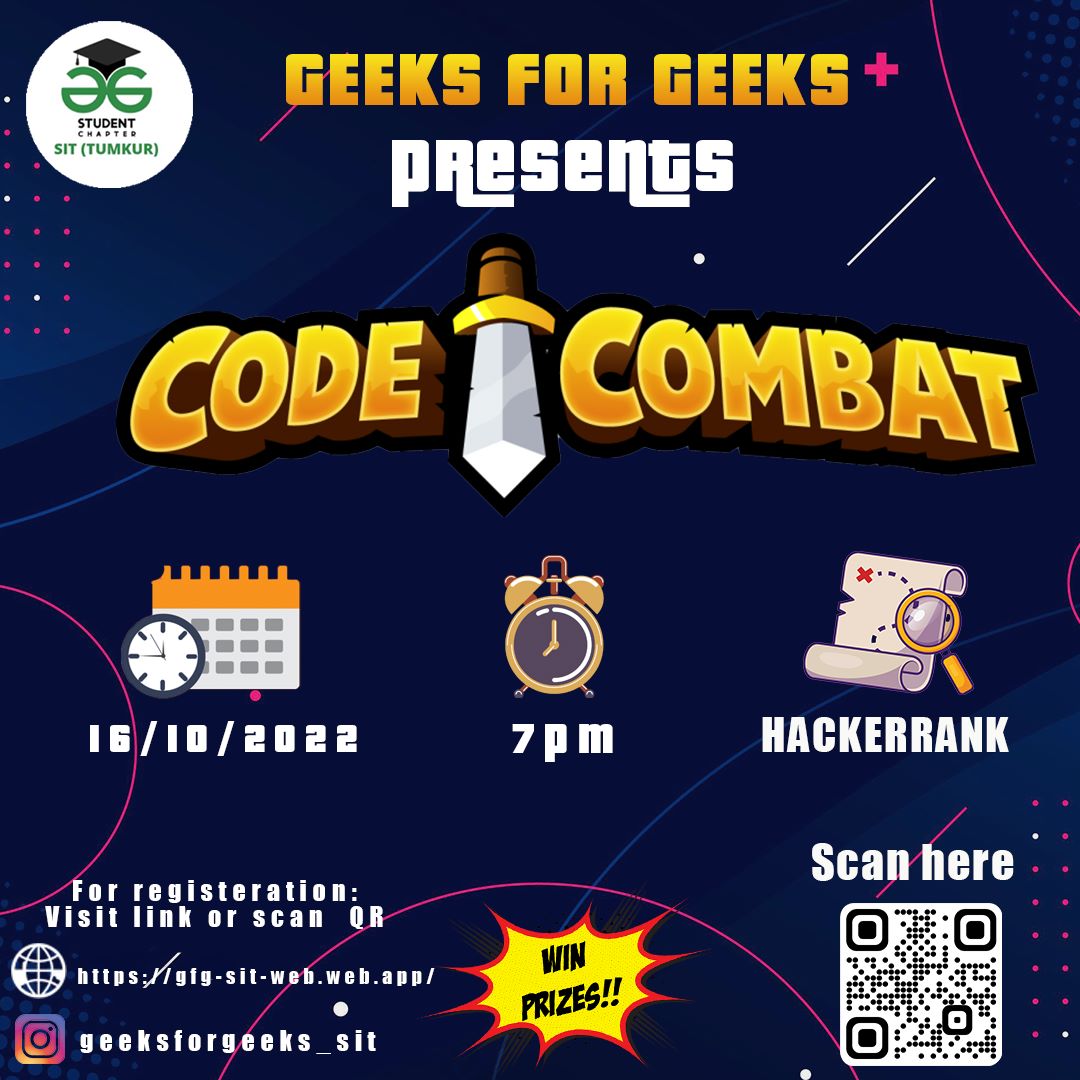 GG
STUDENT
CHAPTER
SIT (TUMKUR)
GEEKS FOR GEEKS
presents
CODE COMBAT
16/10/2022
7pm
HACKERRANK
Scan here
For registeration:
Visit link or scan QR
https://gfg-sit-web.web.app/
geeksforgeeks_sit
WIN
PRIZES!!